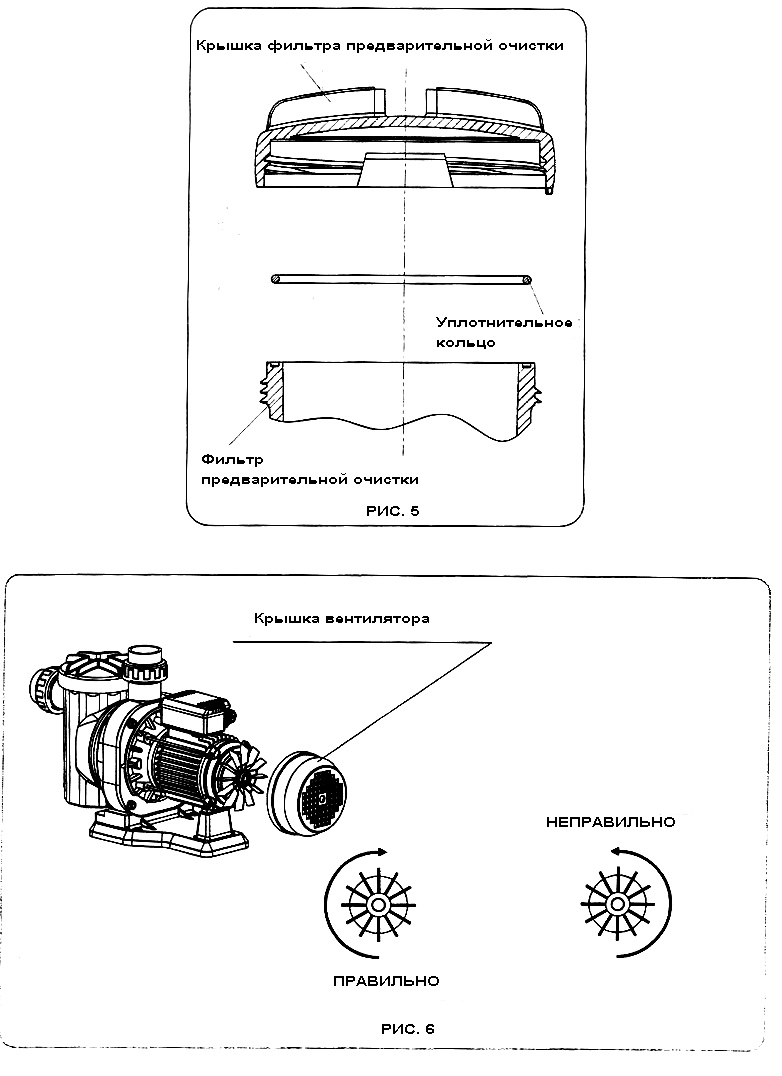 Крышка фильтра предварительной очистки
Уплотнительное
кольцо
Фильтр
предварительной очистки
РИС. 5
Крышка вентилятора
НЕПРАВИЛЬНО
ПРАВИЛЬНО
РИС. 6